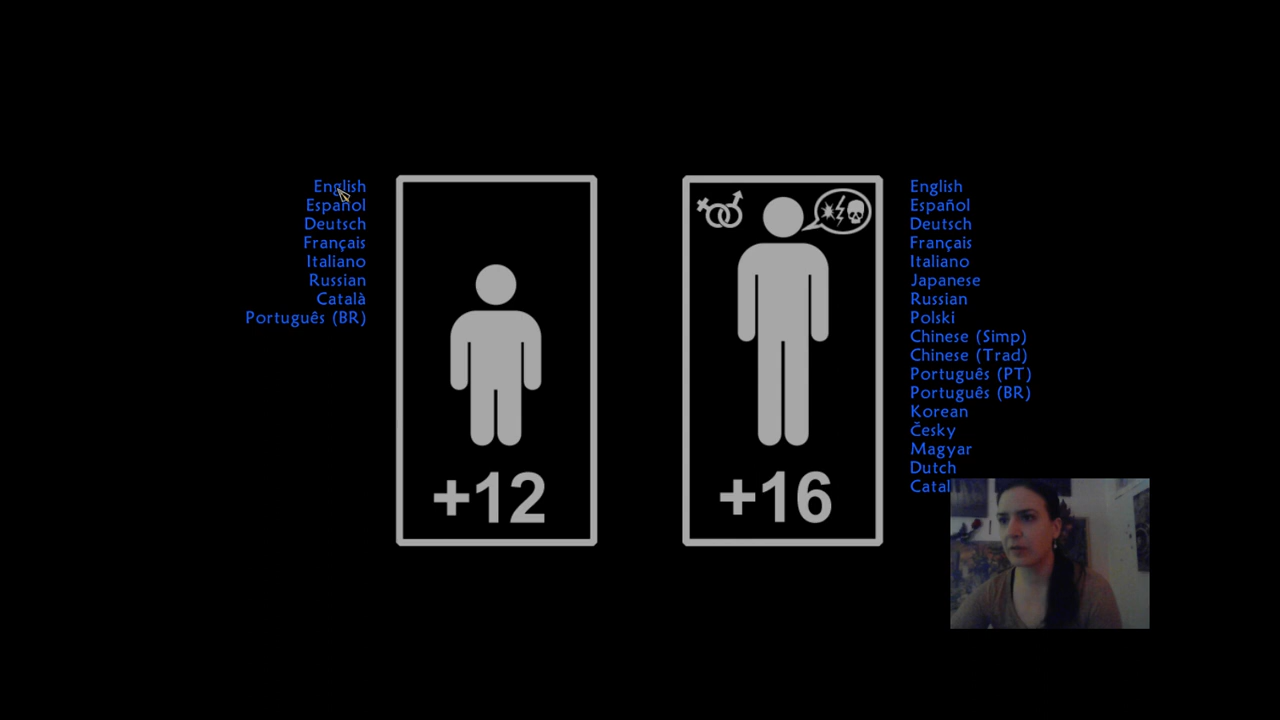 English
Español
Deutsch
Français
Italiano
Russian
Català
Português (BR)
+12
+16
English
Español
Deutsch
Français
Italiano
Japanese
Russian
Polski
Chinese (Simp)
Chinese (Trad)
Português (PT)
Português (BR)
Korean
Česky
Magyar
Dutch
Catal